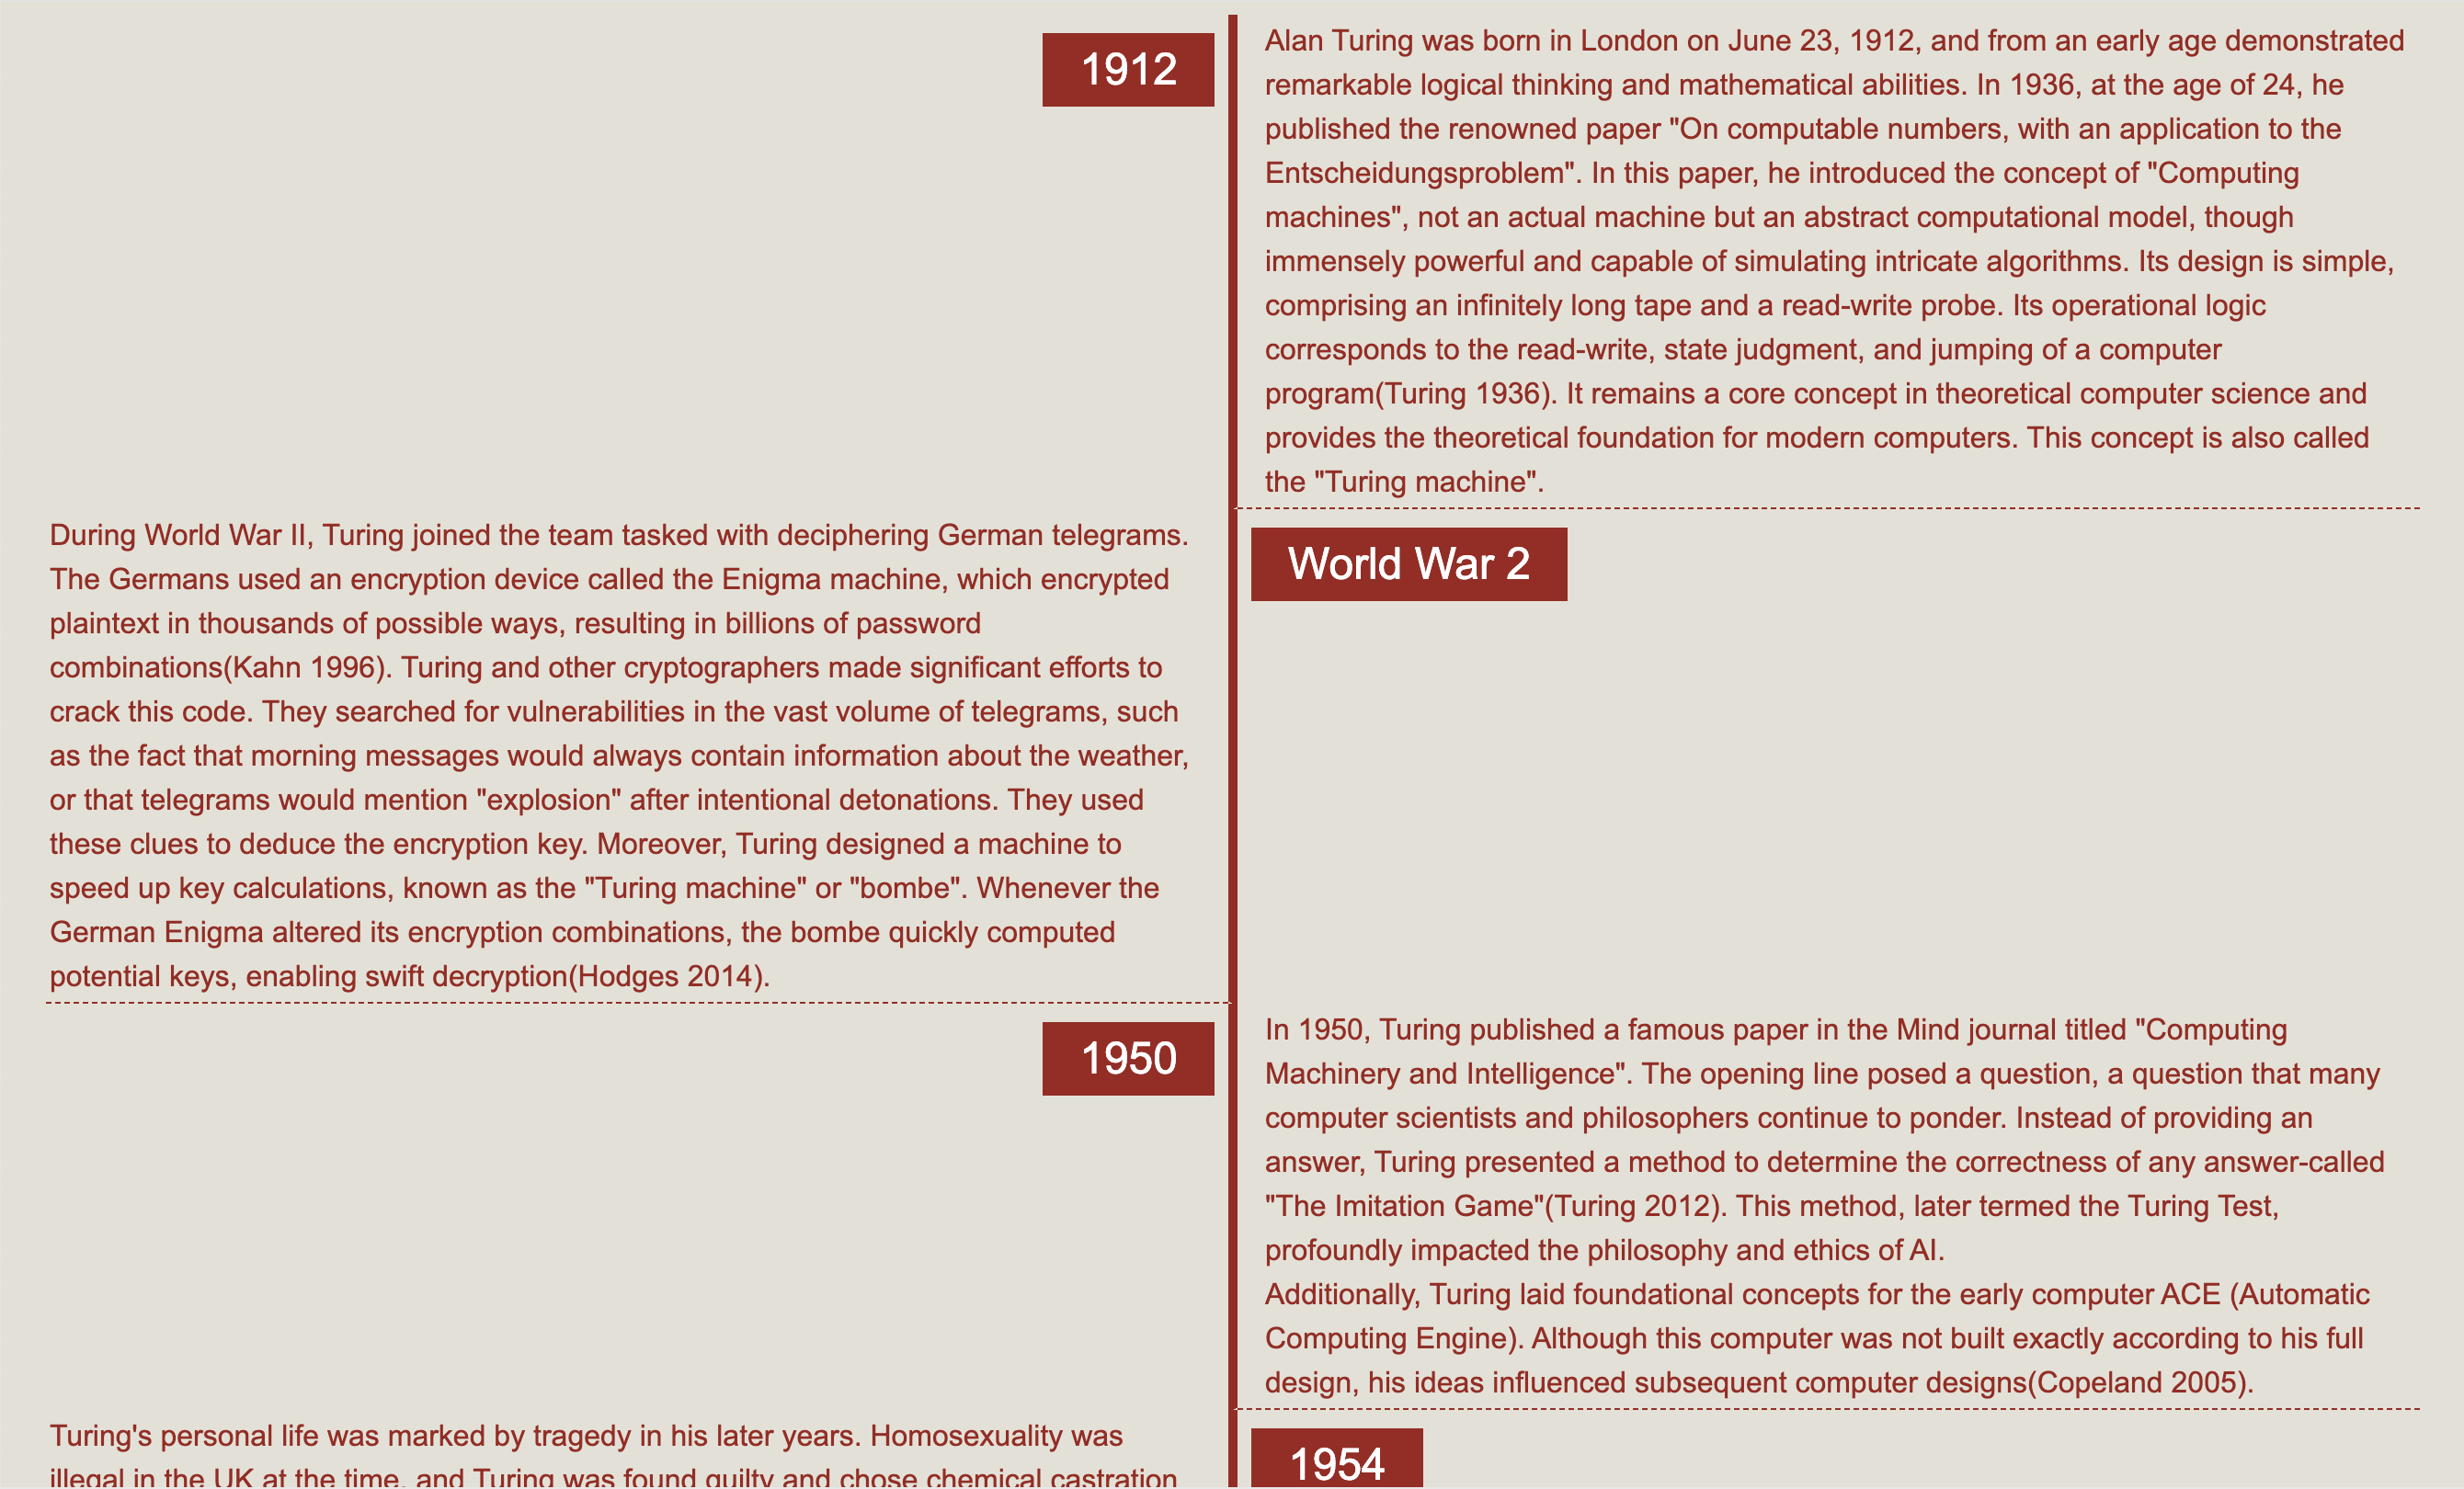 1912
Alan Turing was born in London on June 23, 1912, and from an early age demonstrated
remarkable logical thinking and mathematical abilities. In 1936, at the age of 24, he
published the renowned paper "On computable numbers, with an application to the
Entscheidungsproblem". In this paper, he introduced the concept of "Computing
machines", not an actual machine but an abstract computational model, though
immensely powerful and capable of simulating intricate algorithms. Its design is simple,
comprising an infinitely long tape and a read-write probe. Its operational logic
corresponds to the read-write, state judgment, and jumping of a computer
program(Turing 1936). It remains a core concept in theoretical computer science and
provides the theoretical foundation for modern computers. This concept is also called
the "Turing machine".
World War 2
During World War II, Turing joined the team tasked with deciphering German telegrams.
The Germans used an encryption device called the Enigma machine, which encrypted
plaintext in thousands of possible ways, resulting in billions of password
combinations(Kahn 1996). Turing and other cryptographers made significant efforts to
crack this code. They searched for vulnerabilities in the vast volume of telegrams, such
as the fact that morning messages would always contain information about the weather,
or that telegrams would mention "explosion" after intentional detonations. They used
these clues to deduce the encryption key. Moreover, Turing designed a machine to
speed up key calculations, known as the "Turing machine" or "bombe". Whenever the
German Enigma altered its encryption combinations, the bombe quickly computed
potential keys, enabling swift decryption(Hodges 2014).
1950
In 1950, Turing published a famous paper in the Mind journal titled "Computing
Machinery and Intelligence". The opening line posed a question, a question that many
computer scientists and philosophers continue to ponder. Instead of providing an
answer, Turing presented a method to determine the correctness of any answer-called
"The Imitation Game"(Turing 2012). This method, later termed the Turing Test,
profoundly impacted the philosophy and ethics of AI.
Additionally, Turing laid foundational concepts for the early computer ACE (Automatic
Computing Engine). Although this computer was not built exactly according to his full
design, his ideas influenced subsequent computer designs(Copeland 2005).
1954
Turing's personal life was marked by tragedy in his later years. Homosexuality was
illegal in the UK at the time, and Turing was found guilty and chose chemical castration